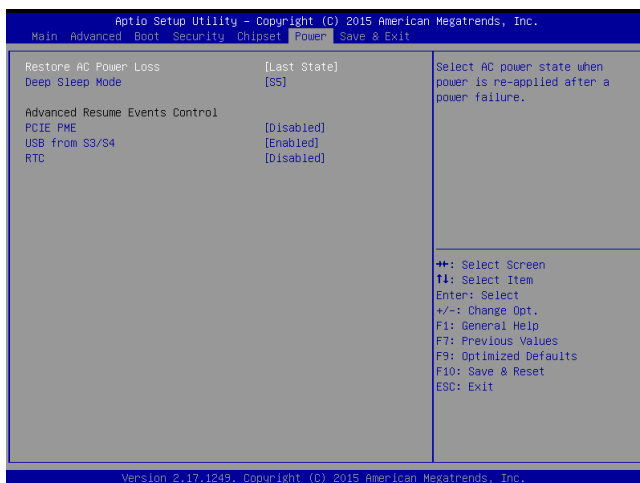 Aptio Setup Utility – Copyright (C) 2015 American Megatrends, Inc.
Main Advanced Boot Security Chipset Power Save & Exit
Restore AC Power Loss [Last State]
Deep Sleep Mode [S5]
Advanced Resume Events Control
PCIE PME [Disabled]
USB from S3/S4 [Enabled]
RTC [Disabled]
Select AC power state when
power is re-applied after a
power failure.
→←: Select Screen
↑↓: Select Item
Enter: Select
+/-: Change Opt.
F1: General Help
F7: Previous Values
F9: Optimized Defaults
F10: Save & Reset
ESC: Exit
Version 2.17.1249. Copyright (C) 2015 American Megatrends, Inc.